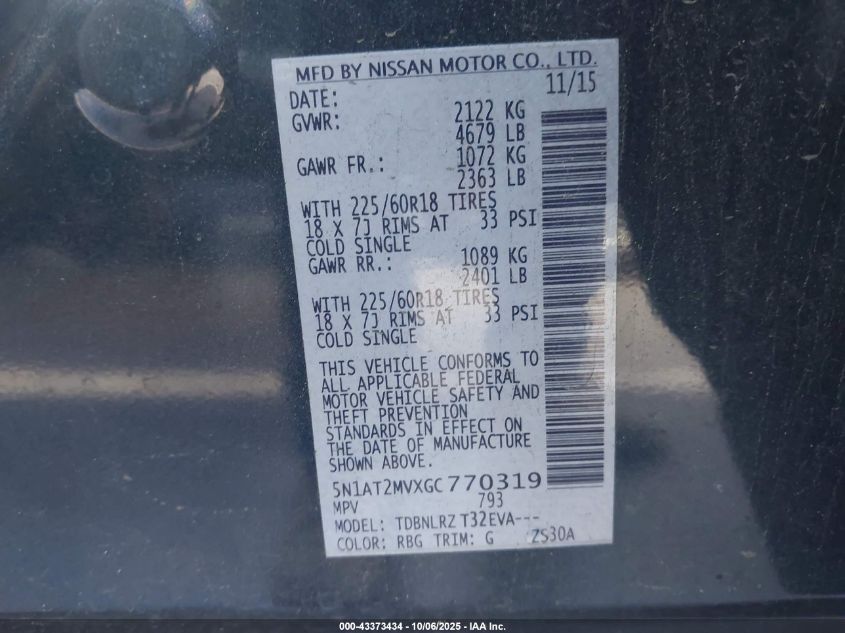 MFD BY NISSAN MOTOR CO., LTD.
DATE: 11/15
GVWR: 2122 KG
4679 LB
GAWR FR.: 1072 KG
2363 LB
WITH 225/60R18 TIRES
18 X 7J RIMS AT 33 PSI
COLD SINGLE
GAWR RR.: 1089 KG
2401 LB
WITH 225/60R18 TIRES
18 X 7J RIMS AT 33 PSI
COLD SINGLE
THIS VEHICLE CONFORMS TO
ALL APPLICABLE FEDERAL
MOTOR VEHICLE SAFETY AND
THEFT PREVENTION
STANDARDS IN EFFECT ON
THE DATE OF MANUFACTURE
SHOWN ABOVE.
5N1AT2MVXGC770319
MPV 793
MODEL: TDBNLRZ T32EVA---
COLOR: RBG TRIM: G ZS30A
000-43373434 - 10/06/2025 - IAA Inc.